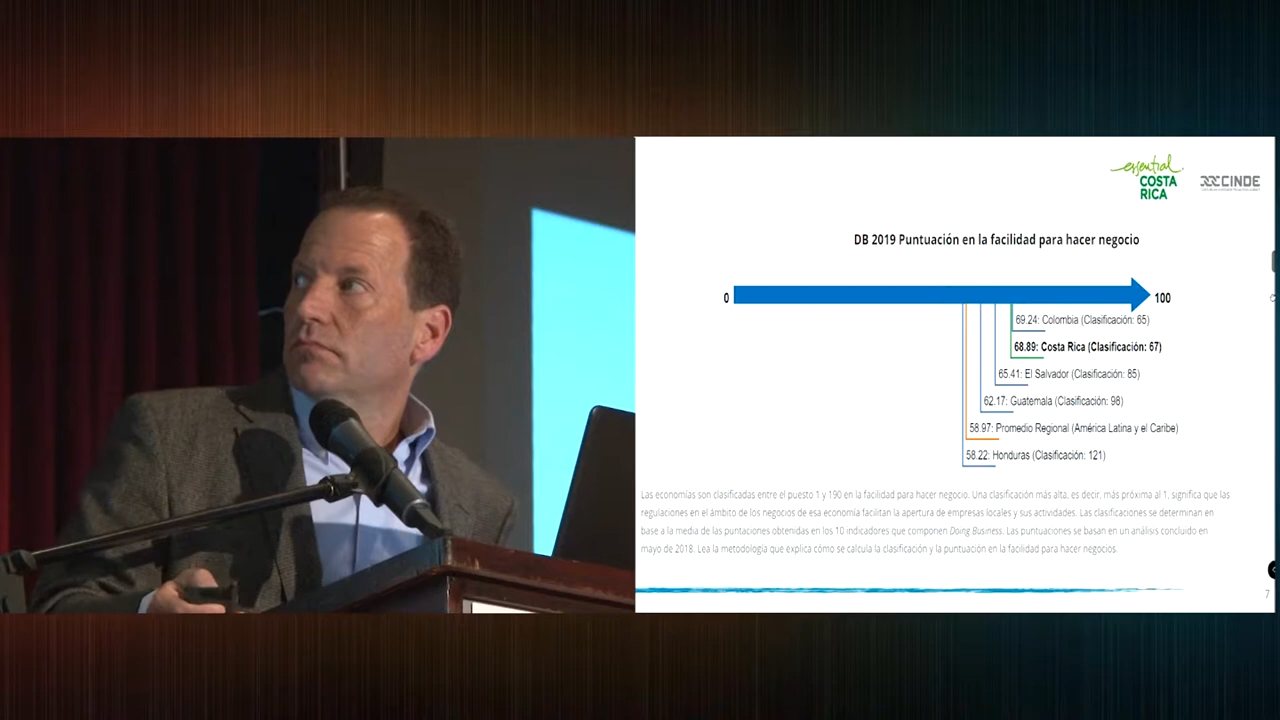 essential
COSTA
RICA
CINDE
DB 2019 Puntuación en la facilidad para hacer negocio
0
100
69.24: Colombia (Clasificación: 65)
68.89: Costa Rica (Clasificación: 67)
65.41: El Salvador (Clasificación: 85)
62.17: Guatemala (Clasificación: 98)
58.97: Promedio Regional (América Latina y el Caribe)
58.22: Honduras (Clasificación: 121)
Las economías son clasificadas entre el puesto 1 y 190 en la facilidad para hacer negocio. Una clasificación más alta, es decir, más próxima al 1, significa que las
regulaciones en el ámbito de los negocios de esa economía facilitan la apertura de empresas locales y sus actividades. Las clasificaciones se determinan en
base a la media de las puntaciones obtenidas en los 10 indicadores que componen Doing Business. Las puntuaciones se basan en un análisis concluido en
mayo de 2018. Lea la metodología que explica cómo se calcula la clasificación y la puntuación en la facilidad para hacer negocios.
7